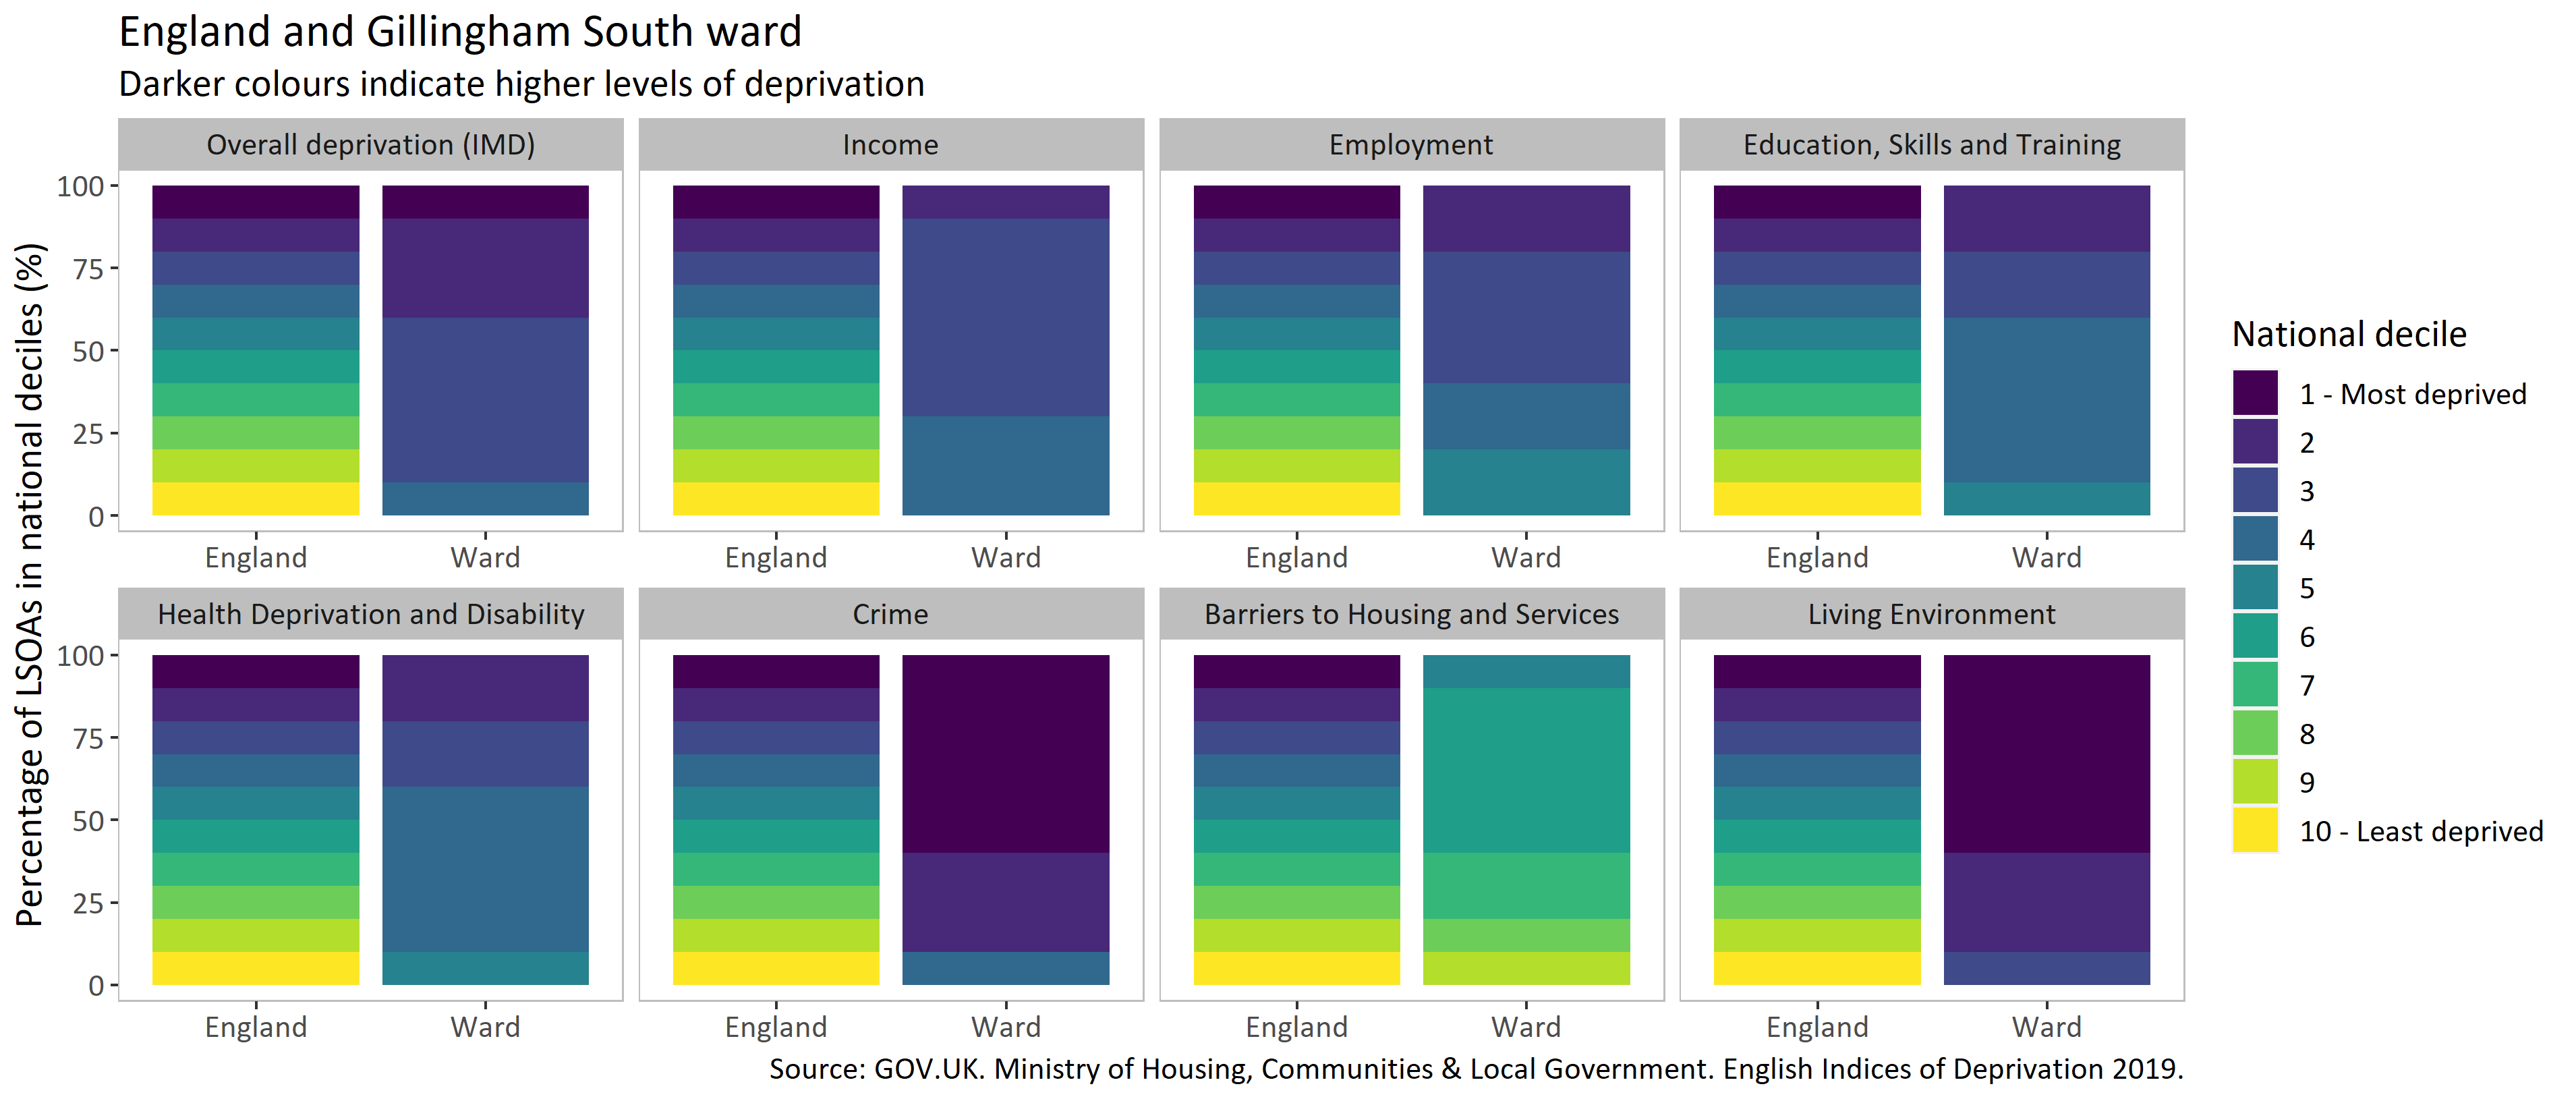 England and Gillingham South ward
Darker colours indicate higher levels of deprivation
Overall deprivation (IMD)
Income
Employment
Education, Skills and Training
Percentage of LSOAs in national deciles (%)
100
75
50
25
0
England
Ward
England
Ward
England
Ward
England
Ward
Health Deprivation and Disability
Crime
Barriers to Housing and Services
Living Environment
100
75
50
25
0
England
Ward
England
Ward
England
Ward
England
Ward
National decile
1 - Most deprived
2
3
4
5
6
7
8
9
10 - Least deprived
Source: GOV.UK. Ministry of Housing, Communities & Local Government. English Indices of Deprivation 2019.